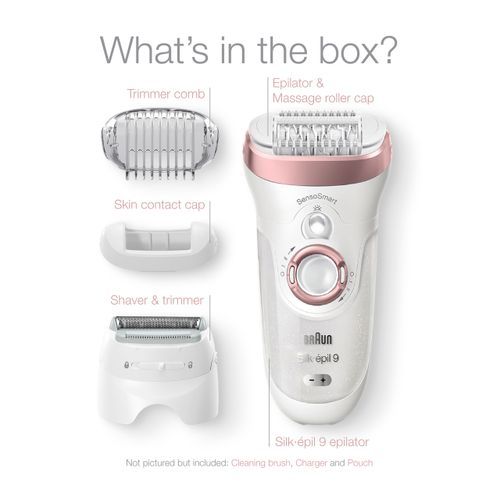 What's in the box?
Trimmer comb
Epilator &
Massage roller cap
Skin contact cap
SensoSmart
Shaver & trimmer
BRAUN
Silk·épil 9
- +
Silk·épil 9 epilator
Not pictured but included: Cleaning brush, Charger and Pouch